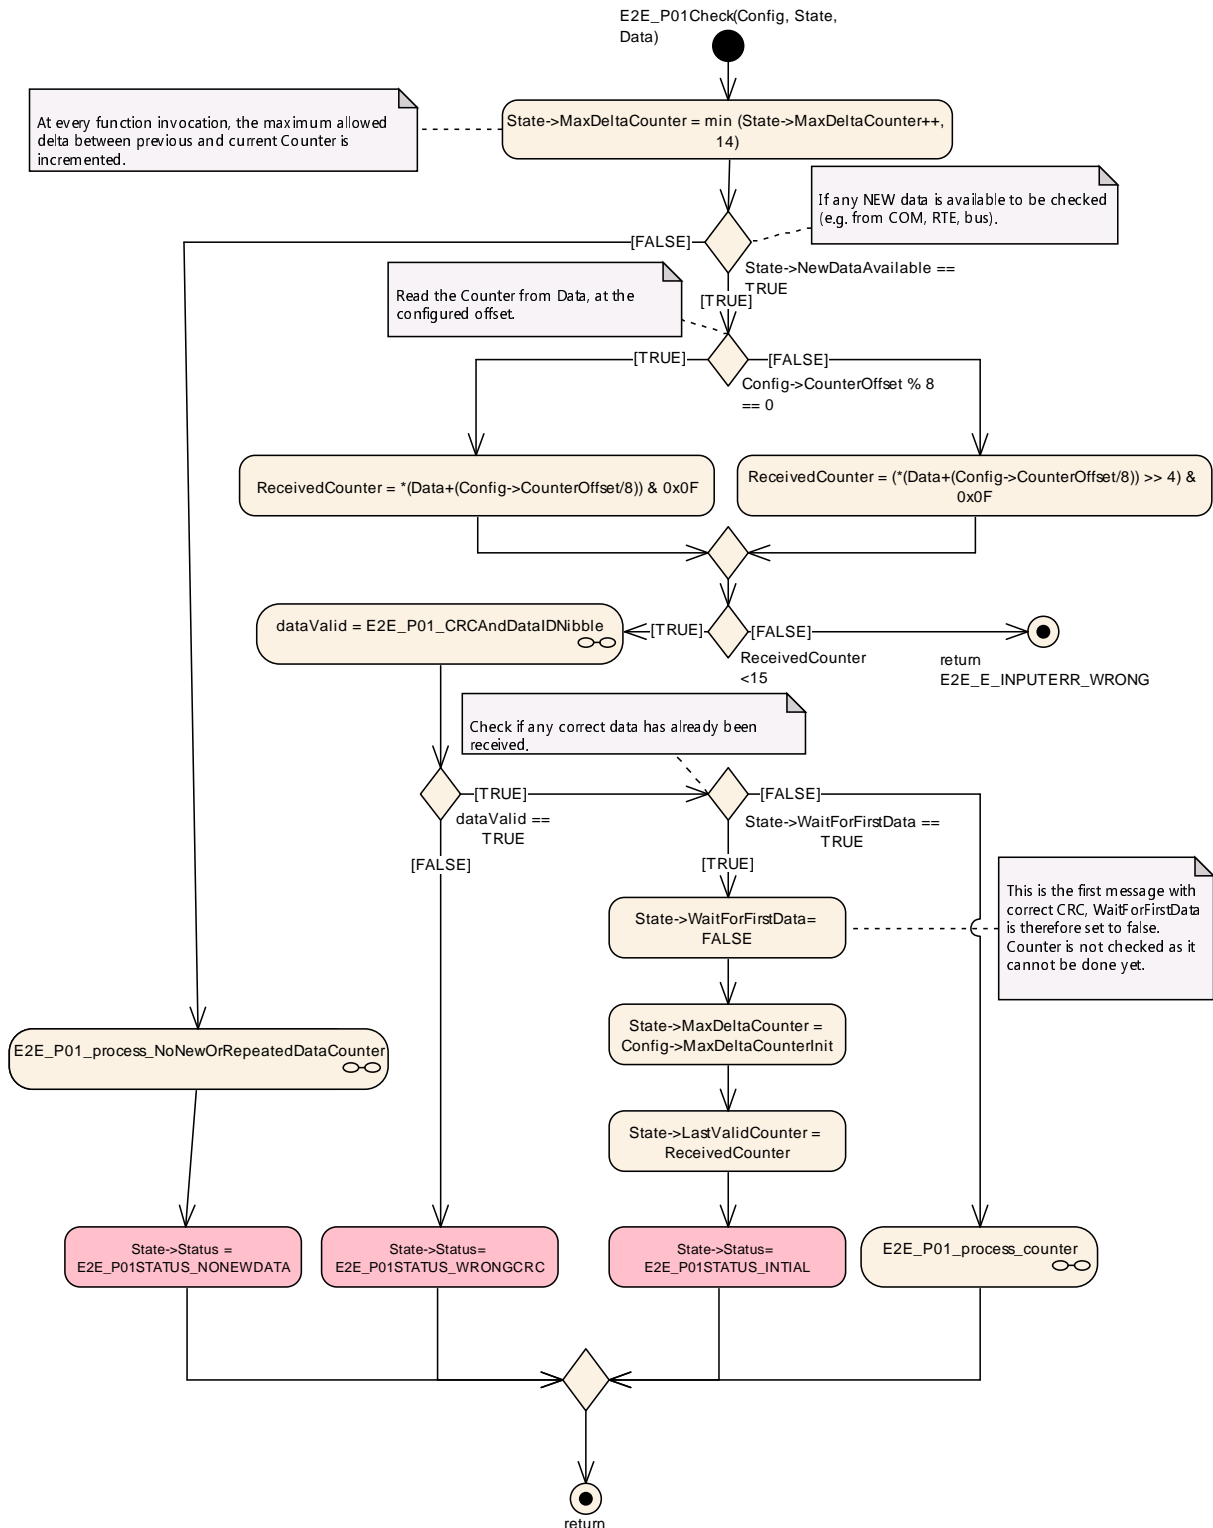 E2E_P01Check(Config, State,
Data)
At every function invocation, the maximum allowed
delta between previous and current Counter is
incremented.
State->MaxDeltaCounter = min (State->MaxDeltaCounter++,
14)
If any NEW data is available to be checked
(e.g. from COM, RTE, bus).
[FALSE]
State->NewDataAvailable ==
TRUE
[TRUE]
Read the Counter from Data, at the
configured offset.
[TRUE]
[FALSE]
Config->CounterOffset % 8
== 0
ReceivedCounter = *(Data+(Config->CounterOffset/8)) & 0x0F
ReceivedCounter = (*(Data+(Config->CounterOffset/8)) >> 4) &
0x0F
dataValid = E2E_P01_CRCAndDataIDNibble
[TRUE]
[FALSE]
ReceivedCounter
<15
return
E2E_E_INPUTERR_WRONG
Check if any correct data has already been
received.
[TRUE]
dataValid ==
TRUE
[FALSE]
[FALSE]
State->WaitForFirstData ==
TRUE
[TRUE]
This is the first message with
correct CRC, WaitForFirstData
is therefore set to false.
Counter is not checked as it
cannot be done yet.
State->WaitForFirstData=
FALSE
State->MaxDeltaCounter =
Config->MaxDeltaCounterInit
E2E_P01_process_NoNewOrRepeatedDataCounter
State->LastValidCounter =
ReceivedCounter
State->Status =
E2E_P01STATUS_NONEWDATA
State->Status=
E2E_P01STATUS_WRONGCRC
State->Status=
E2E_P01STATUS_INTIAL
E2E_P01_process_counter
return